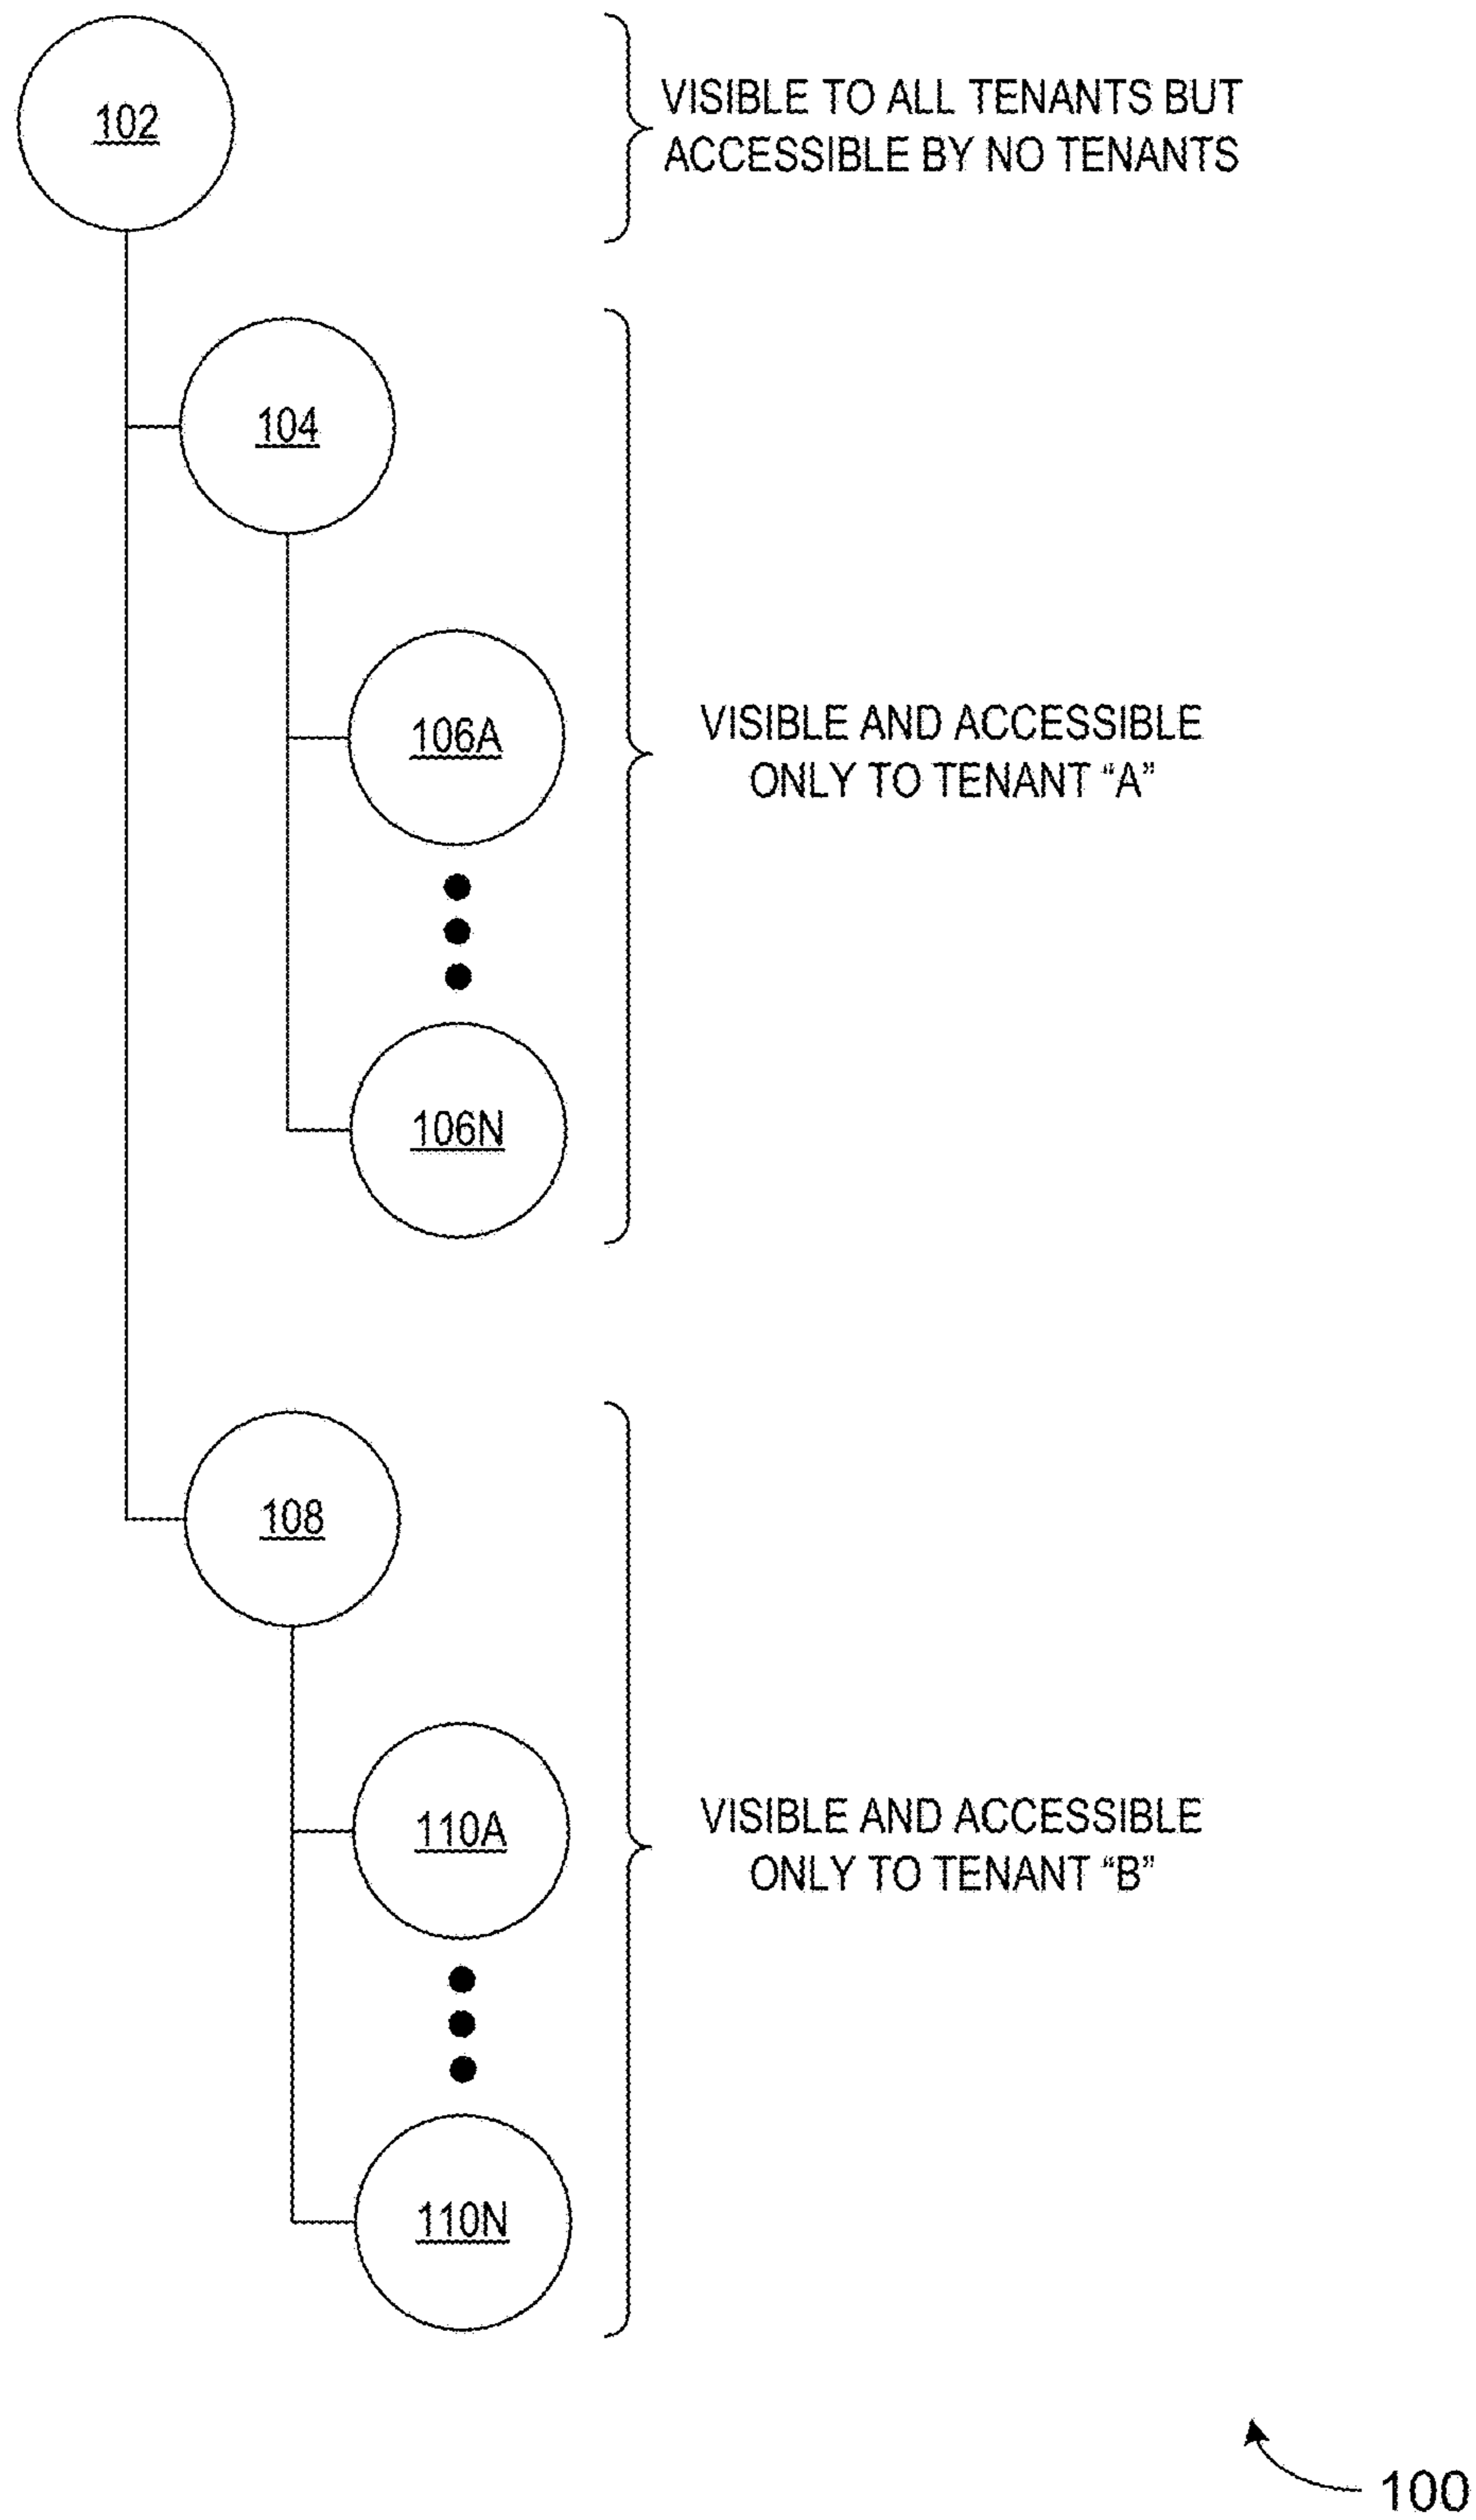 102
VISIBLE TO ALL TENANTS BUT
ACCESSIBLE BY NO TENANTS
104
106A
VISIBLE AND ACCESSIBLE
ONLY TO TENANT “A”
106N
108
110A
VISIBLE AND ACCESSIBLE
ONLY TO TENANT “B”
110N
100